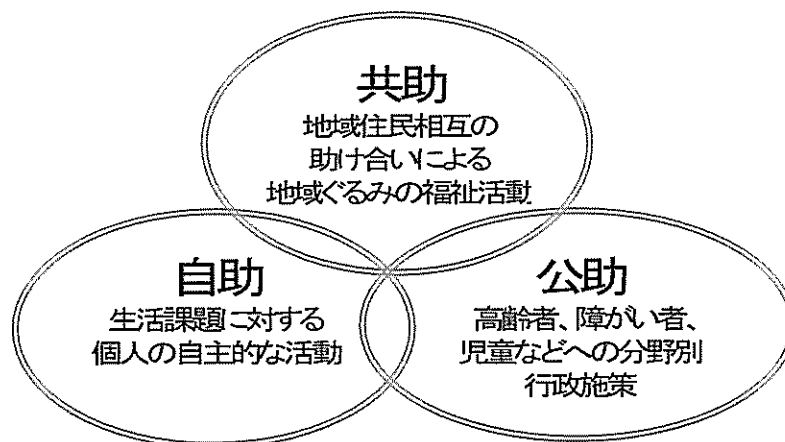 共助
地域住民相互の
助け合いによる
地域ぐるみの福祉活動
自助
生活課題に対する
個人の自主的な活動
公助
高齢者、障がい者、
児童などへの分野別
行政施策